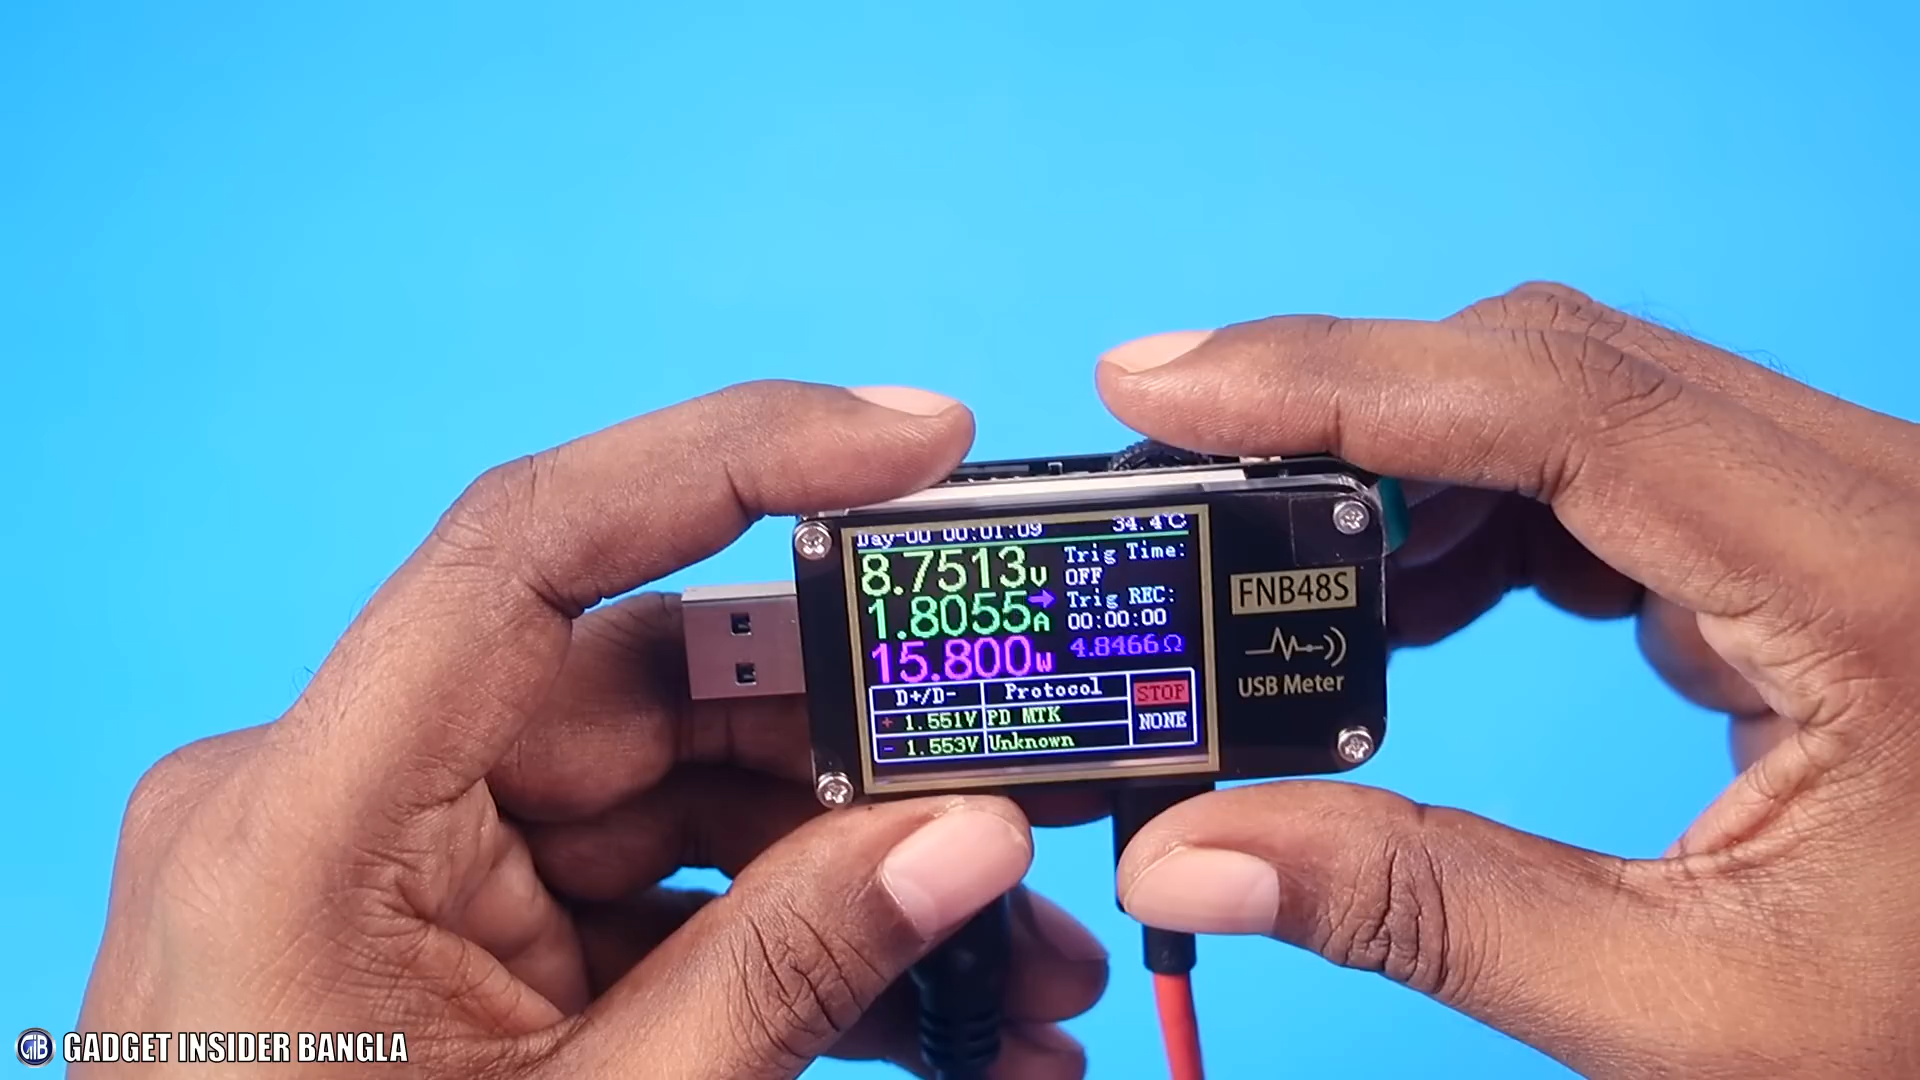 Day-00 00:01:09 34.4℃
8.7513V
1.8055A
15.800W
Trig Time:
OFF
Trig REC:
00:00:00
4.8466Ω
D+/D- Protocol STOP
+ 1.551V PD MTK NONE
- 1.553V Unknown
FNB48S
USB Meter
GIB GADGET INSIDER BANGLA